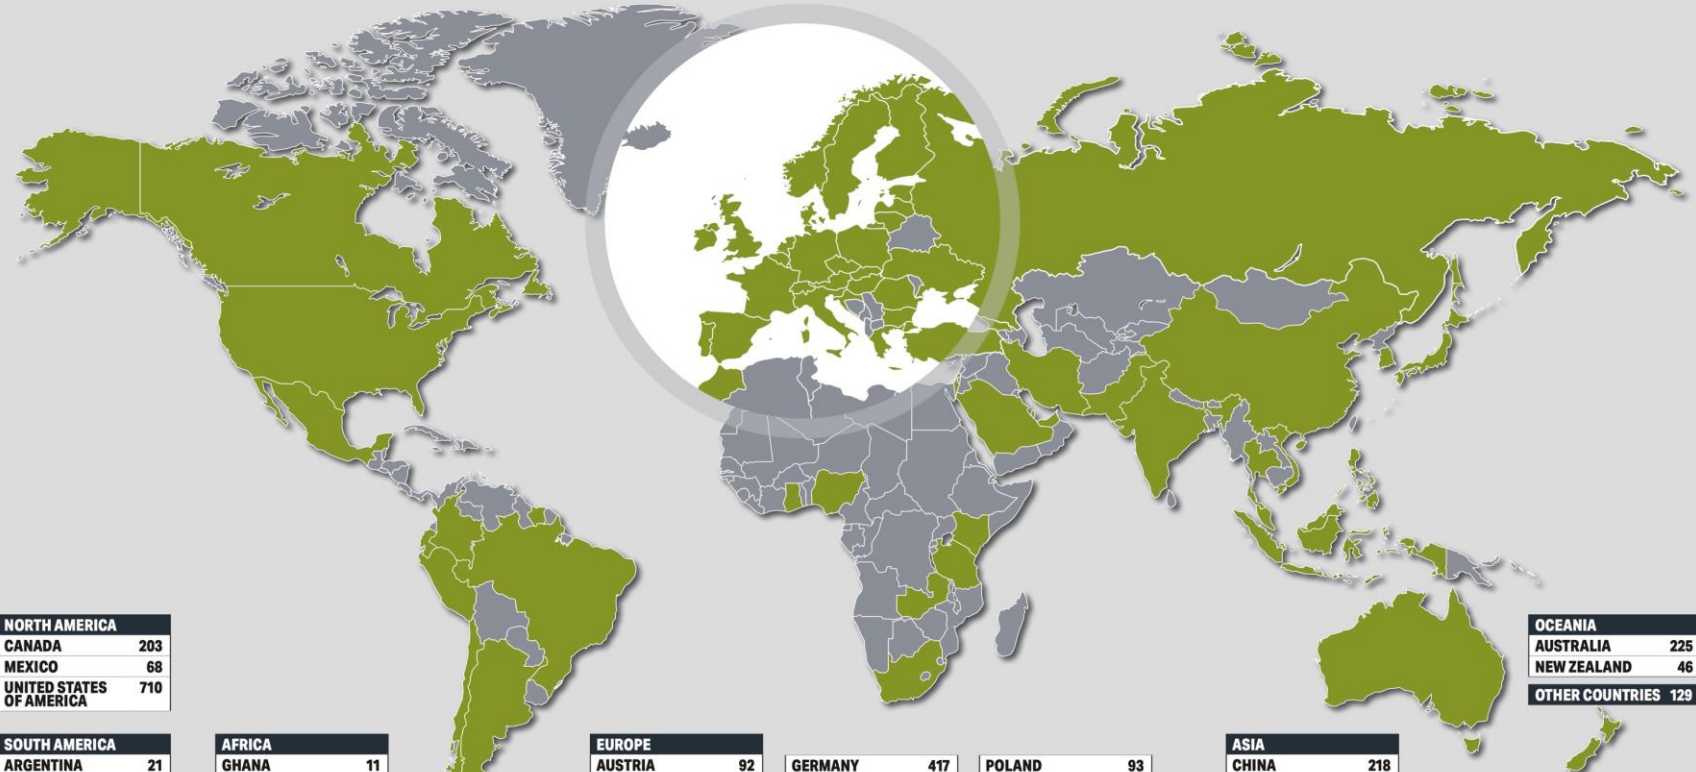 NORTH AMERICA
CANADA 203
MEXICO 68
UNITED STATES 710
OF AMERICA
OCEANIA
AUSTRALIA 225
NEW ZEALAND 46
OTHER COUNTRIES 129
SOUTH AMERICA
ARGENTINA 21
AFRICA
GHANA 11
EUROPE
AUSTRIA 92
GERMANY 417
POLAND 93
ASIA
CHINA 218